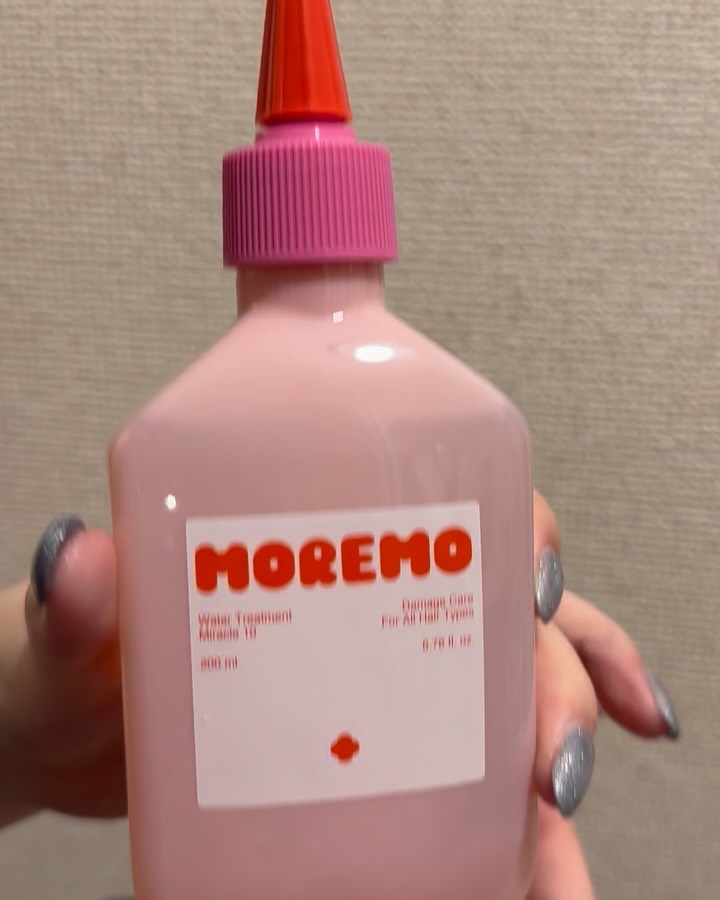 MOREMO
Water Treatment
Miracle 10
200 ml
Damage Care
For All Hair Types
6.76 fl. oz.